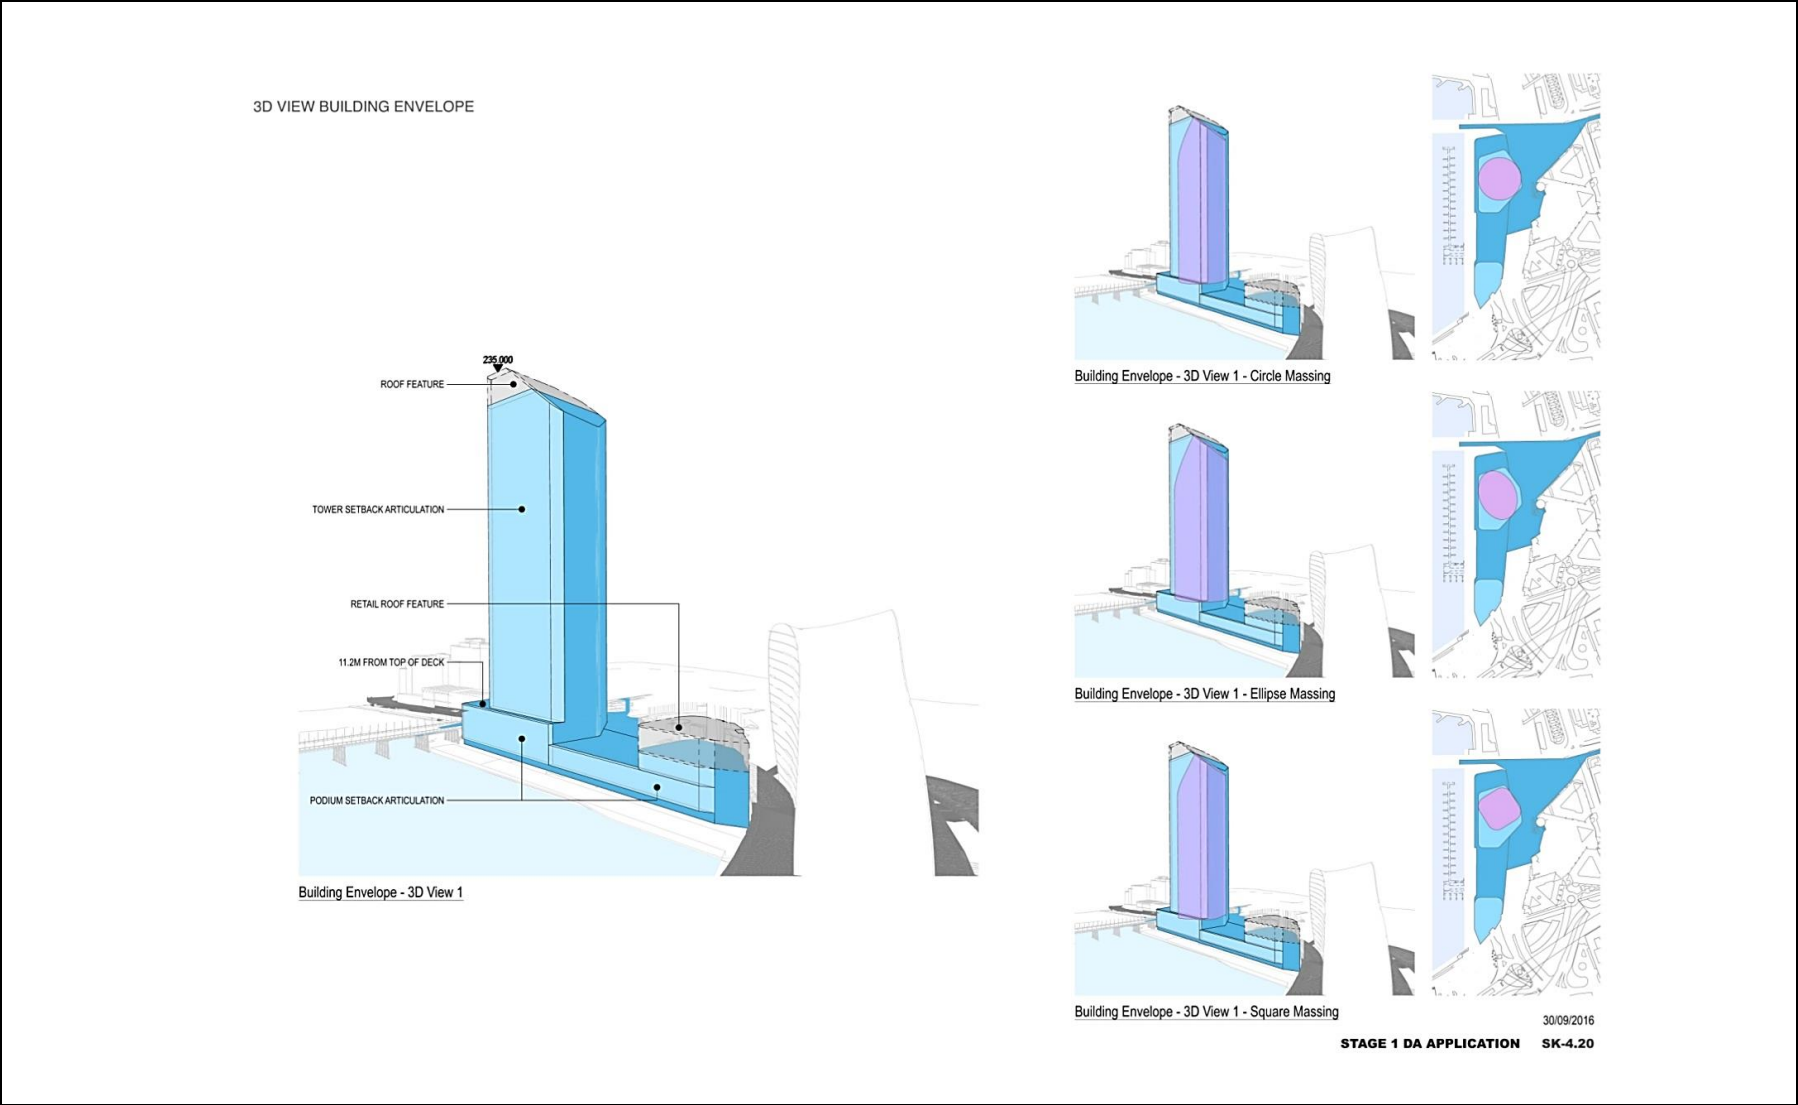 3D VIEW BUILDING ENVELOPE
235.000
ROOF FEATURE
TOWER SETBACK ARTICULATION
RETAIL ROOF FEATURE
11.2M FROM TOP OF DECK
PODIUM SETBACK ARTICULATION
Building Envelope - 3D View 1
Building Envelope - 3D View 1 - Circle Massing
Building Envelope - 3D View 1 - Ellipse Massing
Building Envelope - 3D View 1 - Square Massing
30/09/2016
STAGE 1 DA APPLICATION SK-4.20